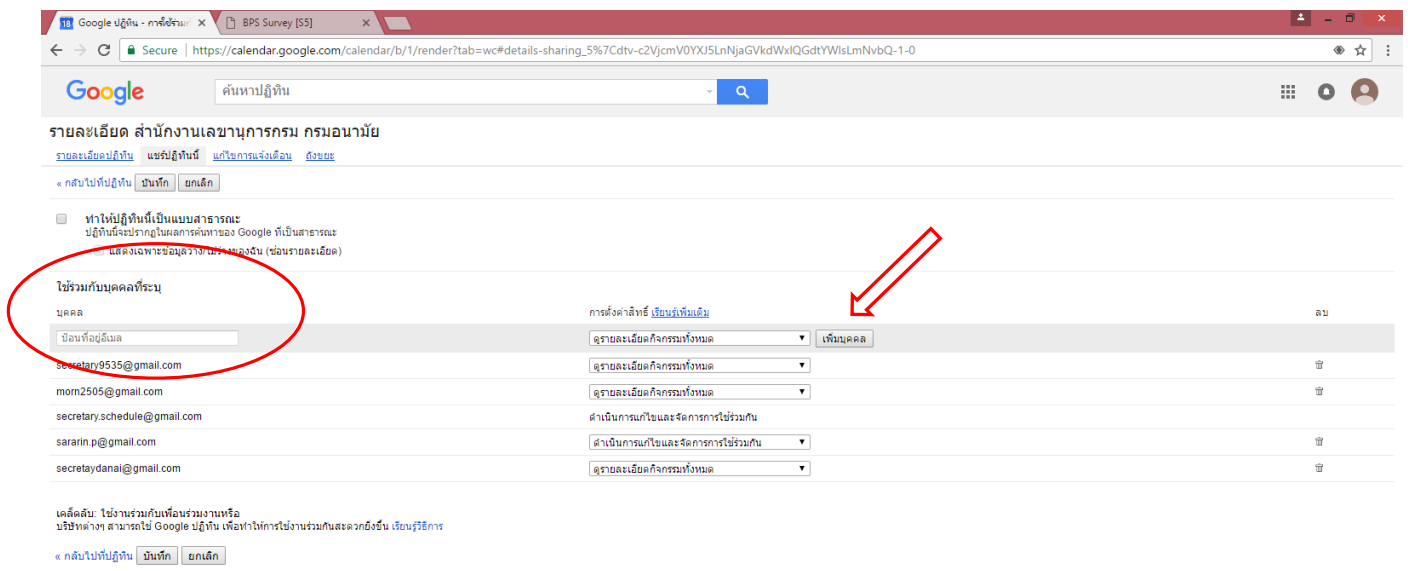 Google ปฏิทิน - การใช้ร่วม
BPS Survey [S5]
Secure | https://calendar.google.com/calendar/b/1/render?tab=wc#details-sharing_5%7Cdtv-c2VjcmV0YXJ5LnNjaGVkdWxlQGdtYWlsLmNvbQ-1-0
Google ค้นหาปฏิทิน
รายละเอียด สำนักงานเลขานุการกรม กรมอนามัย
รายละเอียดปฏิทิน แชร์ปฏิทินนี้ แก้ไขการแจ้งเตือน ถังขยะ
« กลับไปที่ปฏิทิน บันทึก ยกเลิก
ทำให้ปฏิทินนี้เป็นแบบสาธารณะ
ปฏิทินนี้จะปรากฏในผลการค้นหาของ Google ที่เป็นสาธารณะ
แสดงเฉพาะข้อมูลว่าง/ไม่ว่างของฉัน (ซ่อนรายละเอียด)
ใช้ร่วมกับบุคคลที่ระบุ
บุคคล การตั้งค่าสิทธิ์ เรียนรู้เพิ่มเติม ลบ
ป้อนที่อยู่อีเมล ดูรายละเอียดกิจกรรมทั้งหมด เพิ่มบุคคล
secretary9535@gmail.com ดูรายละเอียดกิจกรรมทั้งหมด
morn2505@gmail.com ดูรายละเอียดกิจกรรมทั้งหมด
secretary.schedule@gmail.com ดำเนินการแก้ไขและจัดการการใช้ร่วมกัน
sararin.p@gmail.com ดำเนินการแก้ไขและจัดการการใช้ร่วมกัน
secretaydanai@gmail.com ดูรายละเอียดกิจกรรมทั้งหมด
เคล็ดลับ: ใช้งานร่วมกับเพื่อนร่วมงานหรือ
บริษัทต่างๆ สามารถใช้ Google ปฏิทิน เพื่อทำให้การใช้งานร่วมกันสะดวกยิ่งขึ้น เรียนรู้วิธีการ
« กลับไปที่ปฏิทิน บันทึก ยกเลิก